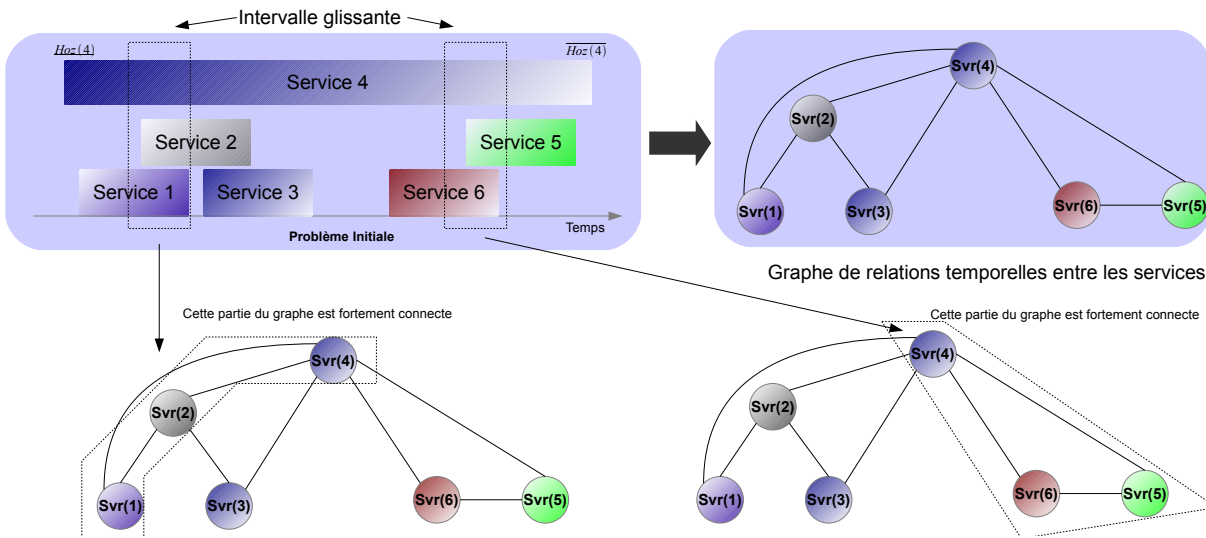 Intervalle glissante
Hoz(4)
Hoz(4)
Service 4
Service 2
Service 5
Service 1
Service 3
Service 6
Temps
Problème Initiale
Svr(4)
Svr(2)
Svr(1)
Svr(3)
Svr(6)
Svr(5)
Graphe de relations temporelles entre les services
Cette partie du graphe est fortement connecte
Svr(4)
Svr(2)
Svr(1)
Svr(3)
Svr(6)
Svr(5)
Cette partie du graphe est fortement connecte
Svr(4)
Svr(2)
Svr(1)
Svr(3)
Svr(6)
Svr(5)